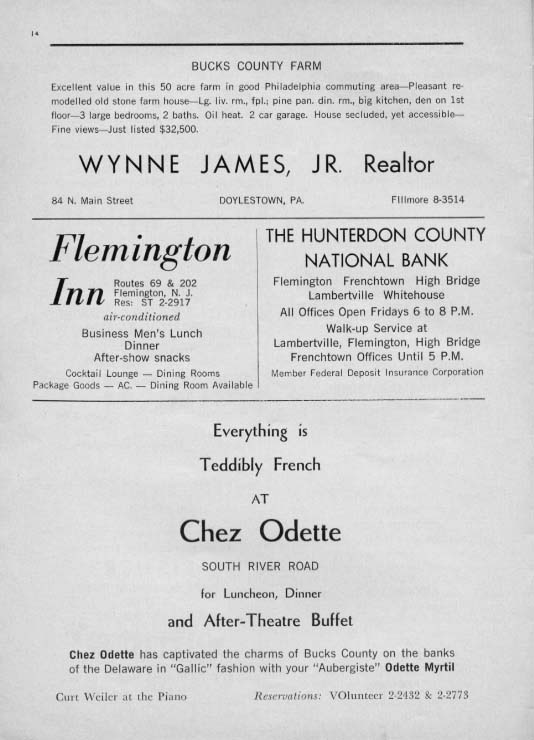 14
BUCKS COUNTY FARM
Excellent value in this 50 acre farm in good Philadelphia commuting area—Pleasant re-
modelled old stone farm house—Lg. liv. rm., fpl.; pine pan. din. rm., big kitchen, den on 1st
floor—3 large bedrooms, 2 baths. Oil heat. 2 car garage. House secluded, yet accessible—
Fine views—Just listed $32,500.
WYNNE JAMES, JR. Realtor
84 N. Main Street DOYLESTOWN, PA. FIllmore 8-3514
Flemington
Inn
Routes 69 & 202
Flemington, N. J.
Res: ST 2-2917
air-conditioned
Business Men's Lunch
Dinner
After-show snacks
Cocktail Lounge — Dining Rooms
Package Goods — AC. — Dining Room Available
THE HUNTERDON COUNTY
NATIONAL BANK
Flemington Frenchtown High Bridge
Lambertville Whitehouse
All Offices Open Fridays 6 to 8 P.M.
Walk-up Service at
Lambertville, Flemington, High Bridge
Frenchtown Offices Until 5 P.M.
Member Federal Deposit Insurance Corporation
Everything is
Teddibly French
AT
Chez Odette
SOUTH RIVER ROAD
for Luncheon, Dinner
and After-Theatre Buffet
Chez Odette has captivated the charms of Bucks County on the banks
of the Delaware in "Gallic" fashion with your "Aubergiste" Odette Myrtil
Curt Weiler at the Piano Reservations: VOlunteer 2-2432 & 2-2773